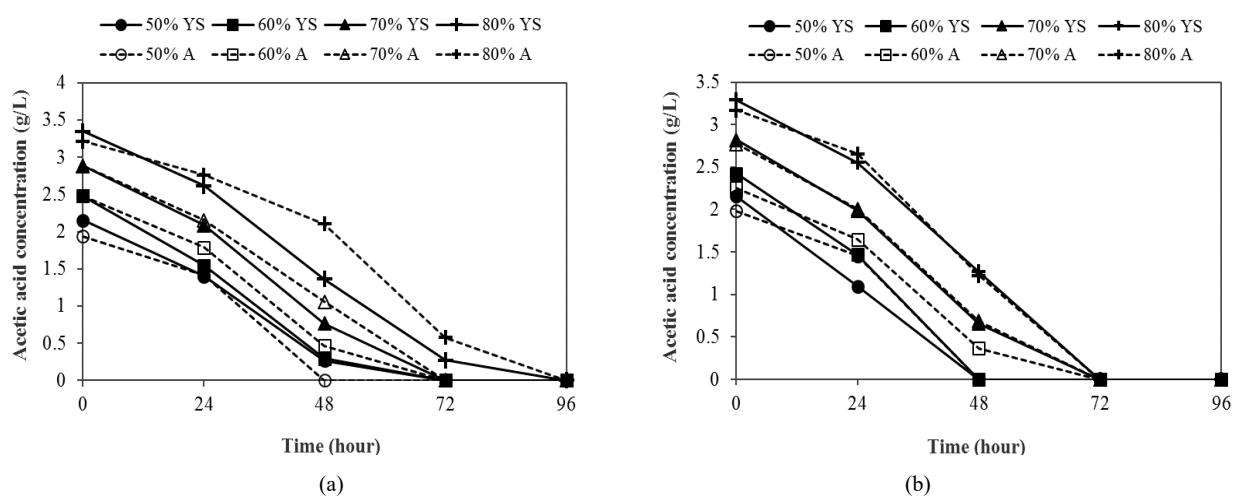 50% YS 60% YS 70% YS 80% YS
50% A 60% A 70% A 80% A
Acetic acid concentration (g/L)
4
3.5
3
2.5
2
1.5
1
0.5
0
0 24 48 72 96
Time (hour)
(a)
50% YS 60% YS 70% YS 80% YS
50% A 60% A 70% A 80% A
Acetic acid concentration (g/L)
3.5
3
2.5
2
1.5
1
0.5
0
0 24 48 72 96
Time (hour)
(b)